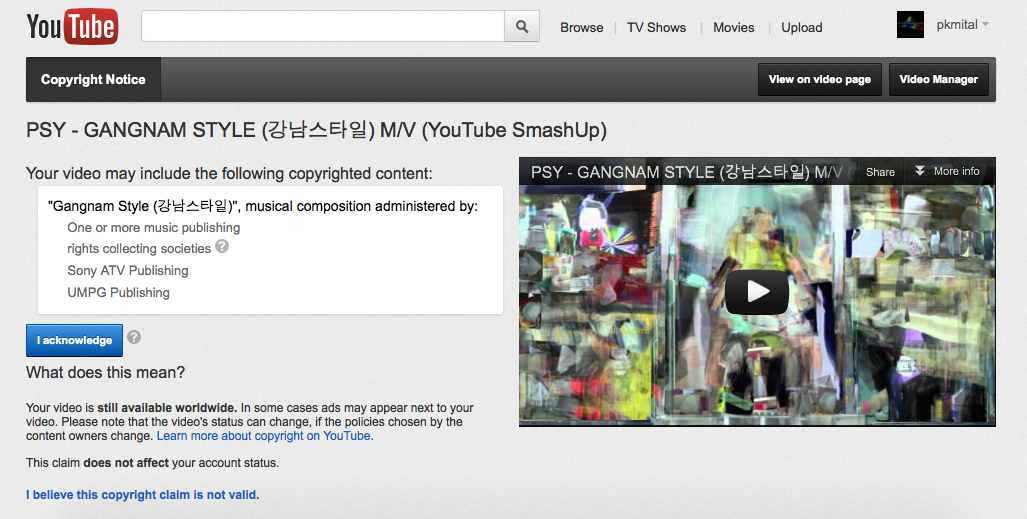 YouTube
Browse | TV Shows | Movies | Upload
pkmital
Copyright Notice
View on video page
Video Manager
PSY - GANGNAM STYLE (강남스타일) M/V (YouTube SmashUp)
Your video may include the following copyrighted content:
"Gangnam Style (강남스타일)", musical composition administered by:
One or more music publishing
rights collecting societies ?
Sony ATV Publishing
UMPG Publishing
PSY - GANGNAM STYLE (강남스타일) M/V (
Share
More info
I acknowledge ?
What does this mean?
Your video is still available worldwide. In some cases ads may appear next to your
video. Please note that the video's status can change, if the policies chosen by the
content owners change. Learn more about copyright on YouTube.
This claim does not affect your account status.
I believe this copyright claim is not valid.